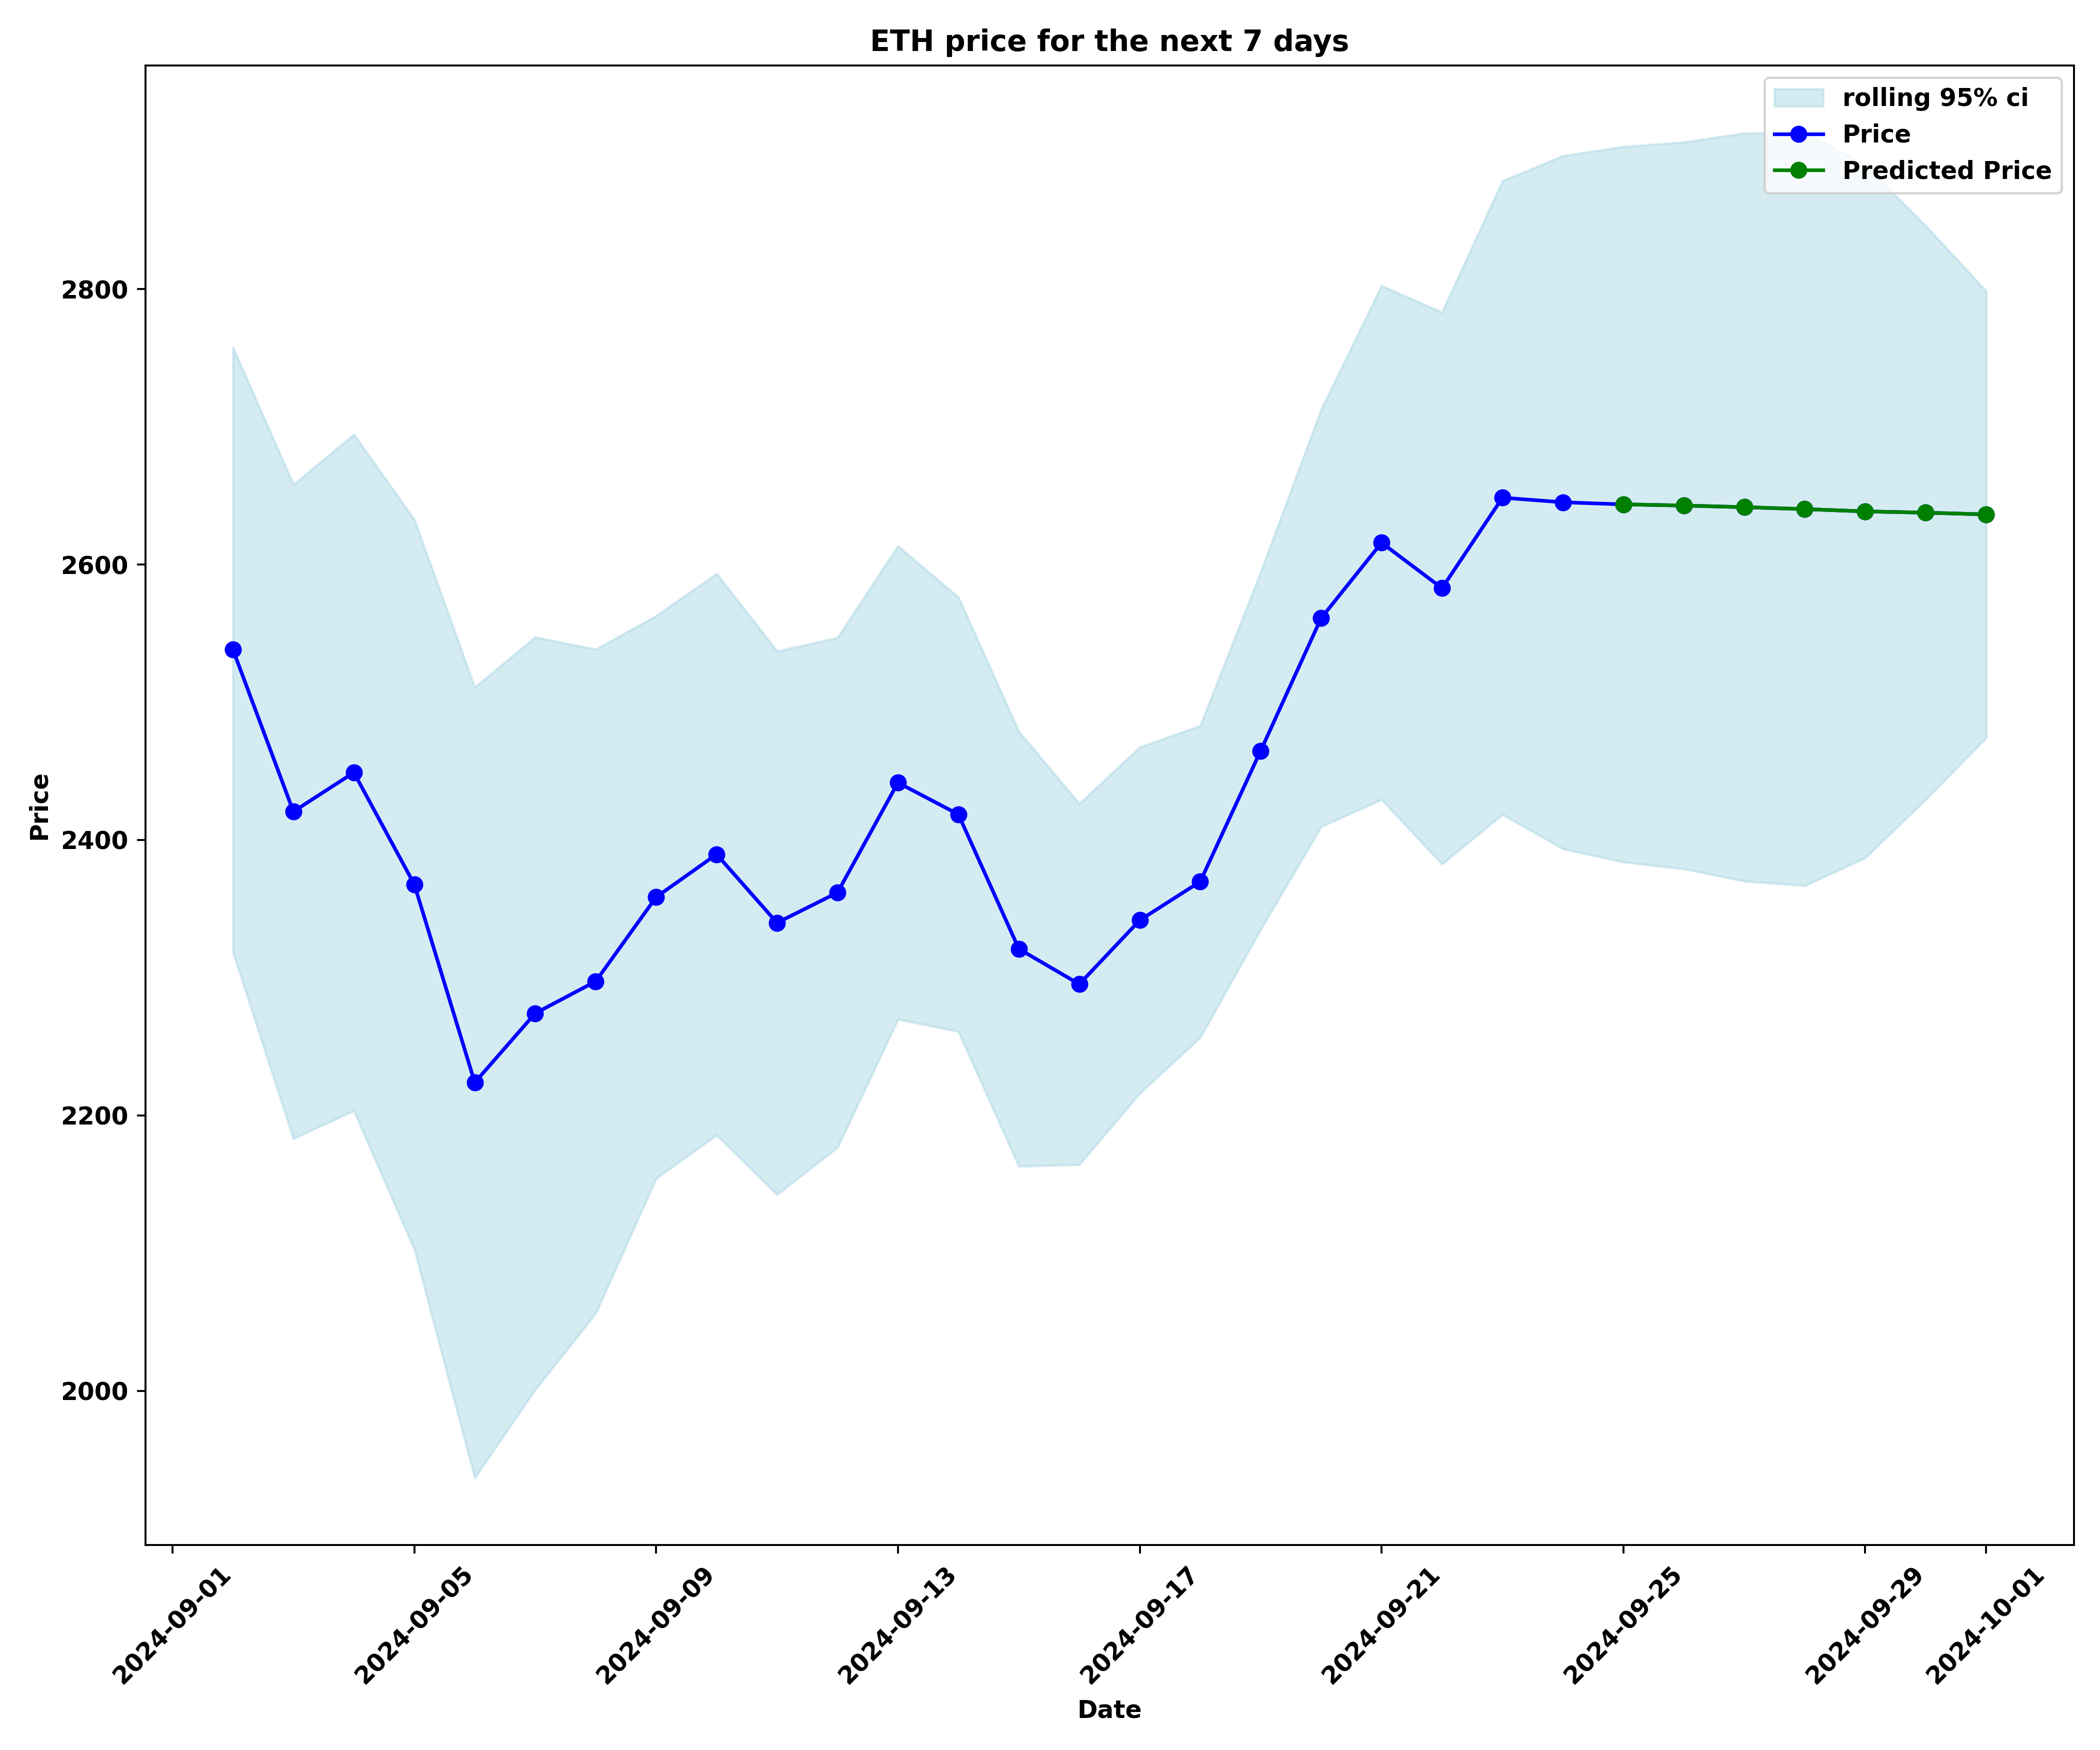 ETH price for the next 7 days
rolling 95% ci
Price
Predicted Price
2800
2600
2400
2200
2000
Price
2024-09-01
2024-09-05
2024-09-09
2024-09-13
2024-09-17
2024-09-21
2024-09-25
2024-09-29
2024-10-01
Date